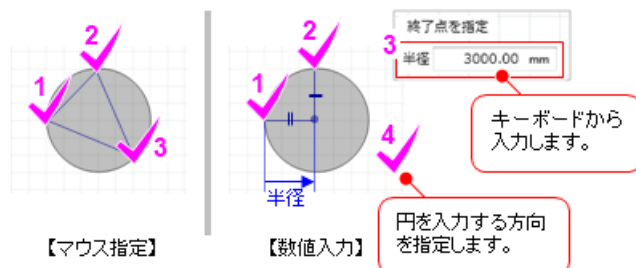 2
1
3
【マウス指定】
2
1
4
半径
【数値入力】
終了点を指定
3
半径 3000.00 mm
キーボードから
入力します。
円を入力する方向
を指定します。